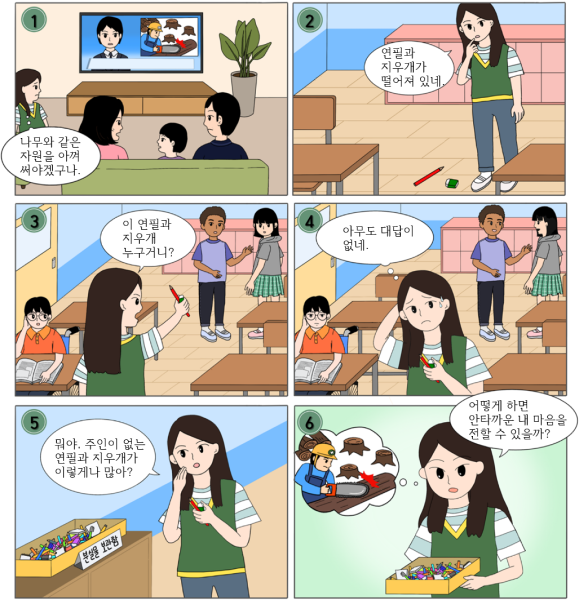 1
나무와 같은
자원을 아껴
써야겠구나.
2
연필과
지우개가
떨어져 있네.
3
이 연필과
지우개
누구거니?
4
아무도 대답이
없네.
5
뭐야. 주인이 없는
연필과 지우개가
이렇게나 많아?
분실물 보관함
6
어떻게 하면
안타까운 내 마음을
전할 수 있을까?